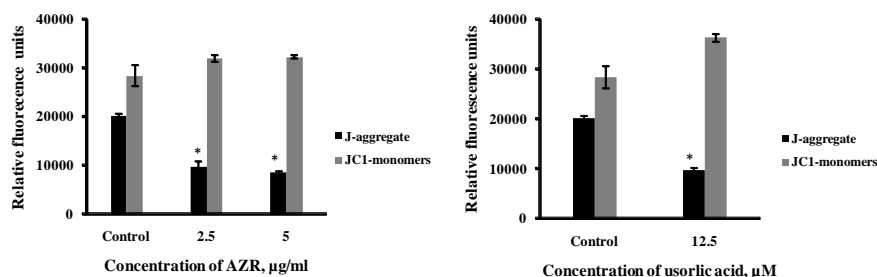 40000
30000
20000
10000
0
Relative fluorecence units
*
*
J-aggregate
JC1-monomers
Control 2.5 5
Concentration of AZR, µg/ml
40000
30000
20000
10000
0
Relative fluorescence units
*
J-aggregate
JC1-monomers
Control 12.5
Concentration of usorlic acid, µM